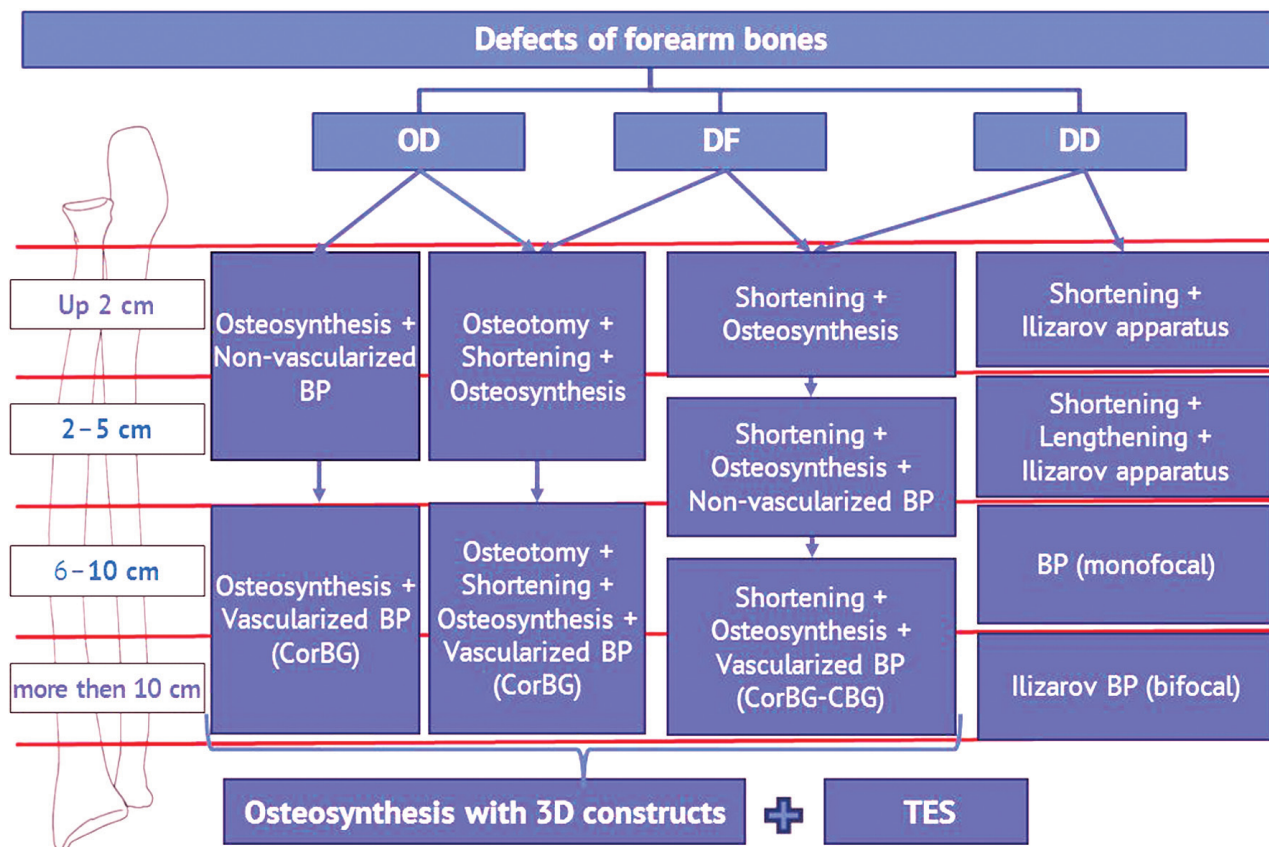 Defects of forearm bones
OD
DF
DD
Up 2 cm
2–5 cm
6–10 cm
more then 10 cm
Osteosynthesis +
Non-vascularized
BP
Osteotomy +
Shortening +
Osteosynthesis
Shortening +
Osteosynthesis
Shortening +
Ilizarov apparatus
Shortening +
Osteosynthesis +
Non-vascularized BP
Shortening +
Lengthening +
Ilizarov apparatus
Osteosynthesis +
Vascularized BP
(CorBG)
Osteotomy +
Shortening +
Osteosynthesis +
Vascularized BP
(CorBG)
Shortening +
Osteosynthesis +
Vascularized BP
(CorBG-CBG)
BP (monofocal)
Ilizarov BP (bifocal)
Osteosynthesis with 3D constructs
TES